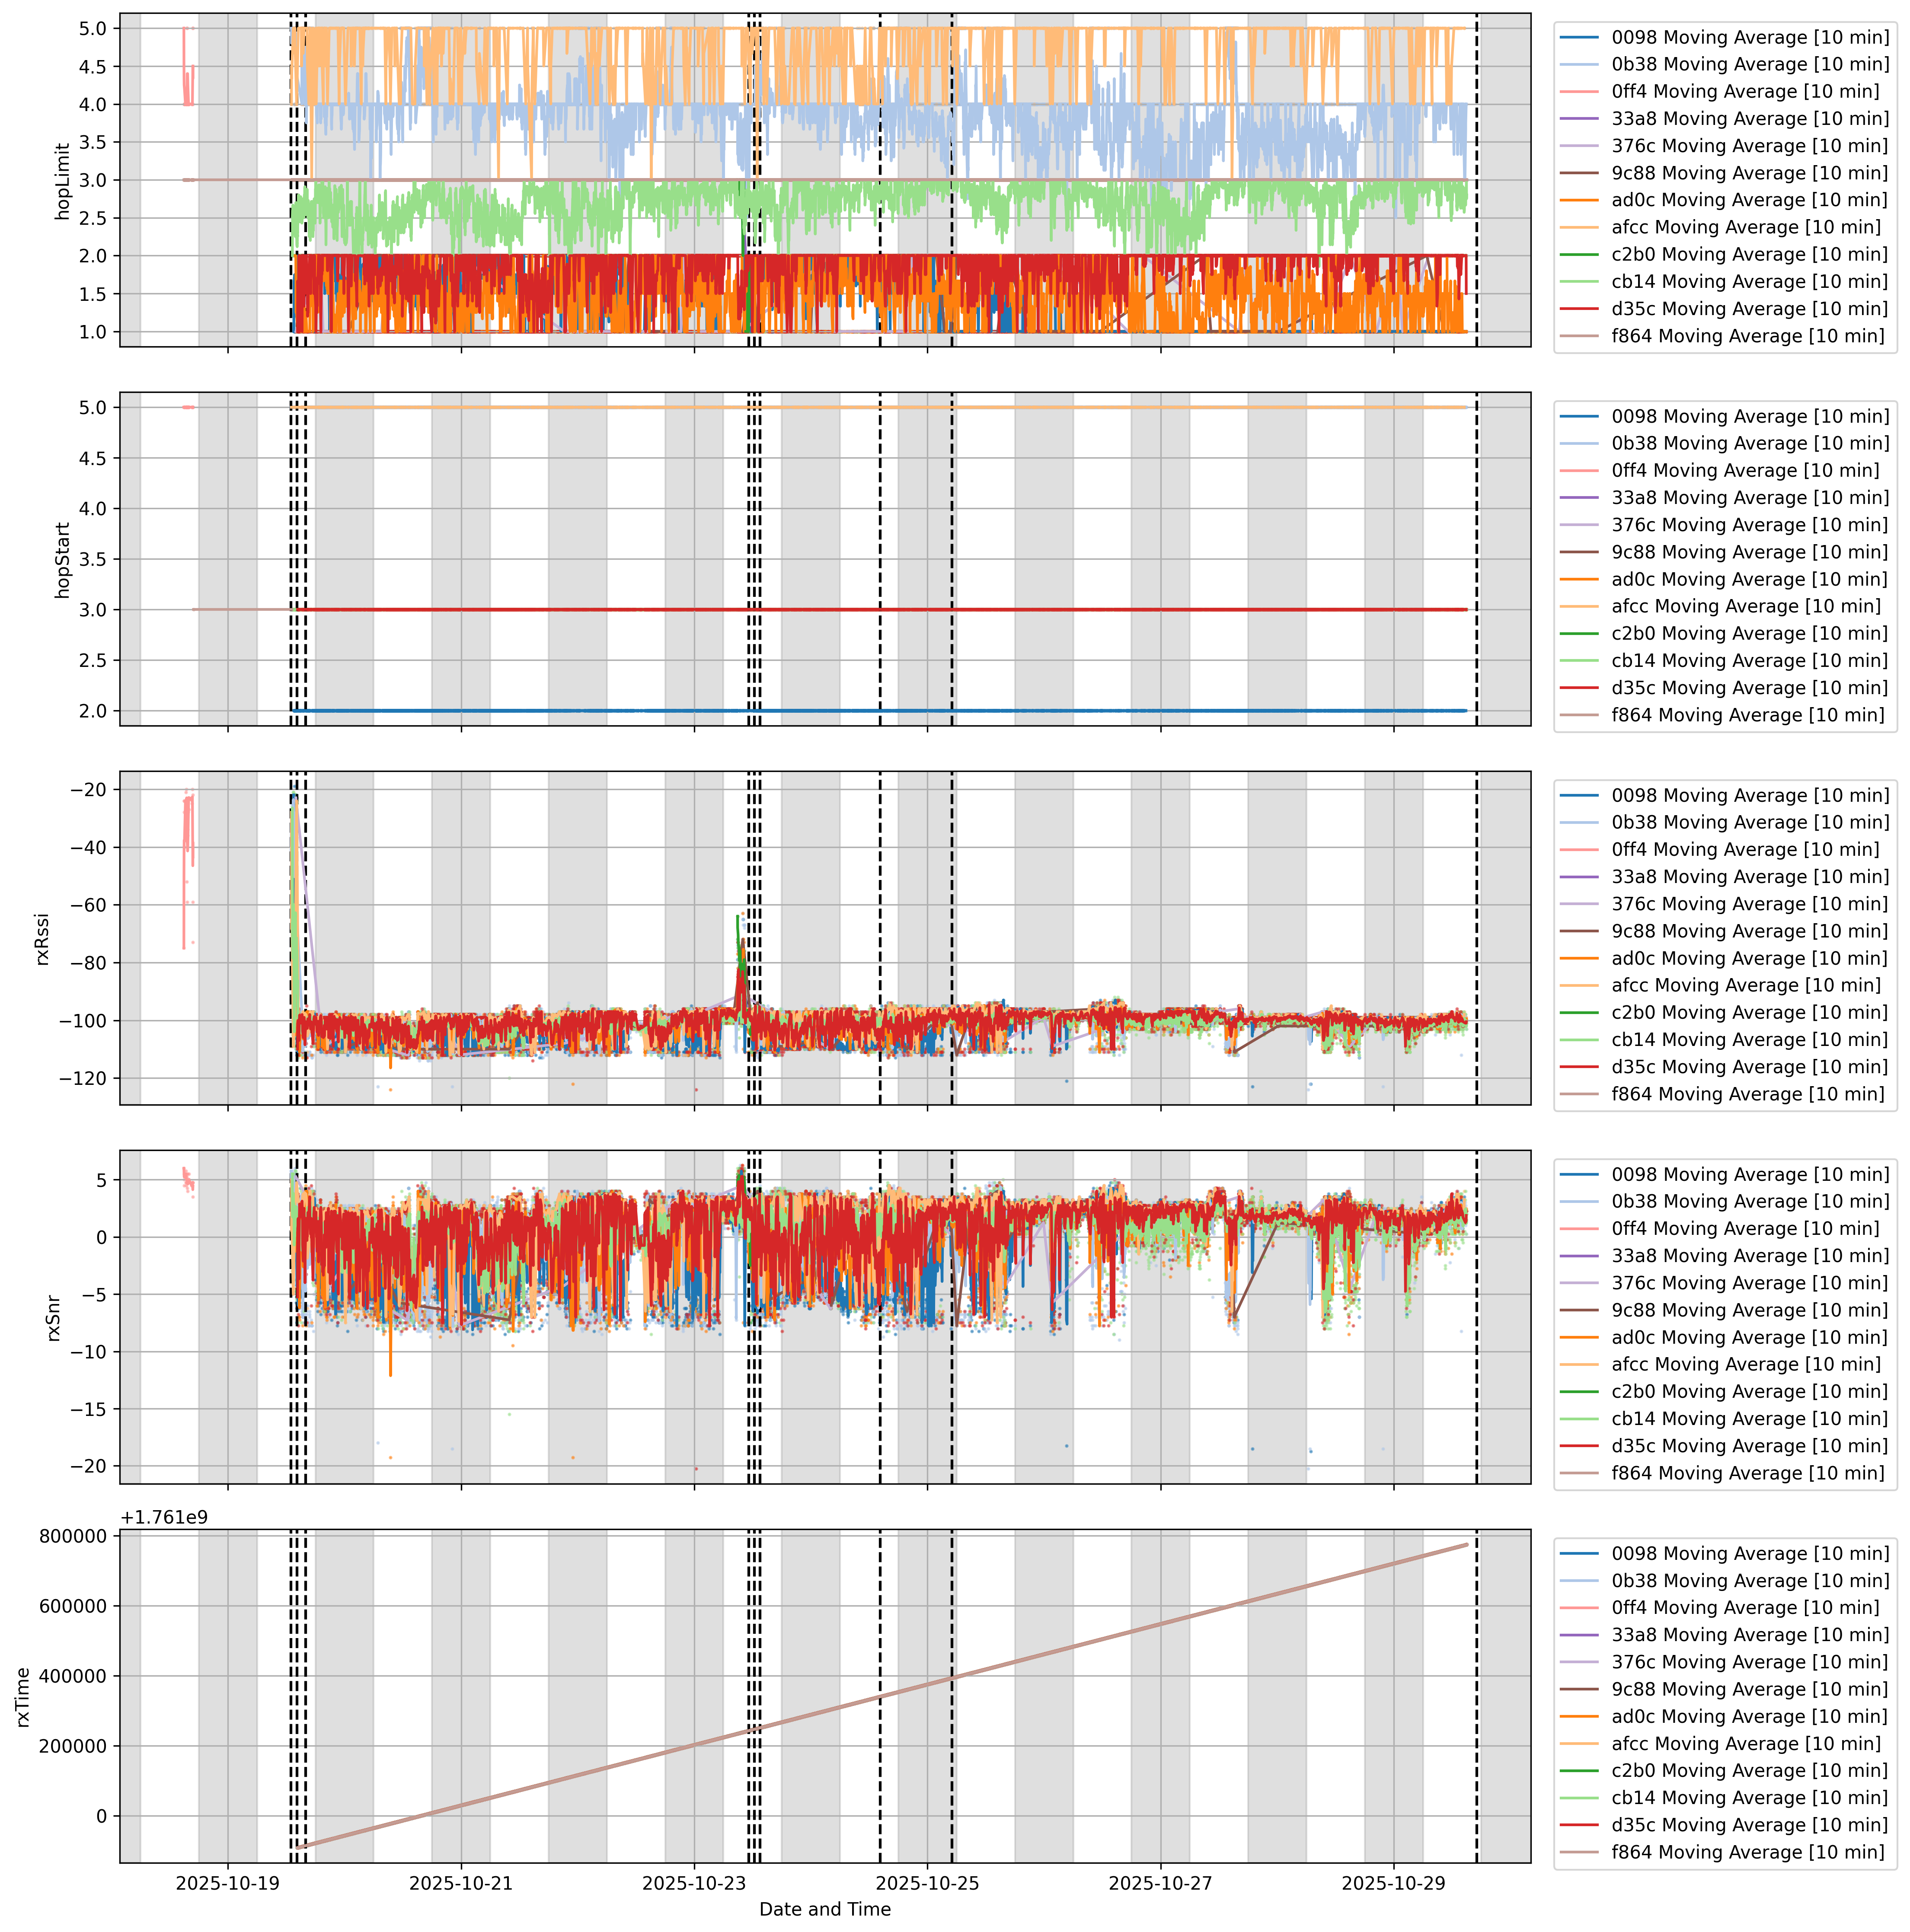 5.0
4.5
4.0
3.5
3.0
2.5
2.0
1.5
1.0
hopLimit
0098 Moving Average [10 min]
0b38 Moving Average [10 min]
0ff4 Moving Average [10 min]
33a8 Moving Average [10 min]
376c Moving Average [10 min]
9c88 Moving Average [10 min]
ad0c Moving Average [10 min]
afcc Moving Average [10 min]
c2b0 Moving Average [10 min]
cb14 Moving Average [10 min]
d35c Moving Average [10 min]
f864 Moving Average [10 min]
5.0
4.5
4.0
3.5
3.0
2.5
2.0
hopStart
0098 Moving Average [10 min]
0b38 Moving Average [10 min]
0ff4 Moving Average [10 min]
33a8 Moving Average [10 min]
376c Moving Average [10 min]
9c88 Moving Average [10 min]
ad0c Moving Average [10 min]
afcc Moving Average [10 min]
c2b0 Moving Average [10 min]
cb14 Moving Average [10 min]
d35c Moving Average [10 min]
f864 Moving Average [10 min]
−20
−40
−60
−80
−100
−120
rxRssi
0098 Moving Average [10 min]
0b38 Moving Average [10 min]
0ff4 Moving Average [10 min]
33a8 Moving Average [10 min]
376c Moving Average [10 min]
9c88 Moving Average [10 min]
ad0c Moving Average [10 min]
afcc Moving Average [10 min]
c2b0 Moving Average [10 min]
cb14 Moving Average [10 min]
d35c Moving Average [10 min]
f864 Moving Average [10 min]
5
0
−5
−10
−15
−20
rxSnr
0098 Moving Average [10 min]
0b38 Moving Average [10 min]
0ff4 Moving Average [10 min]
33a8 Moving Average [10 min]
376c Moving Average [10 min]
9c88 Moving Average [10 min]
ad0c Moving Average [10 min]
afcc Moving Average [10 min]
c2b0 Moving Average [10 min]
cb14 Moving Average [10 min]
d35c Moving Average [10 min]
f864 Moving Average [10 min]
+1.761e9
800000
600000
400000
200000
0
rxTime
0098 Moving Average [10 min]
0b38 Moving Average [10 min]
0ff4 Moving Average [10 min]
33a8 Moving Average [10 min]
376c Moving Average [10 min]
9c88 Moving Average [10 min]
ad0c Moving Average [10 min]
afcc Moving Average [10 min]
c2b0 Moving Average [10 min]
cb14 Moving Average [10 min]
d35c Moving Average [10 min]
f864 Moving Average [10 min]
2025-10-19 2025-10-21 2025-10-23 2025-10-25 2025-10-27 2025-10-29
Date and Time